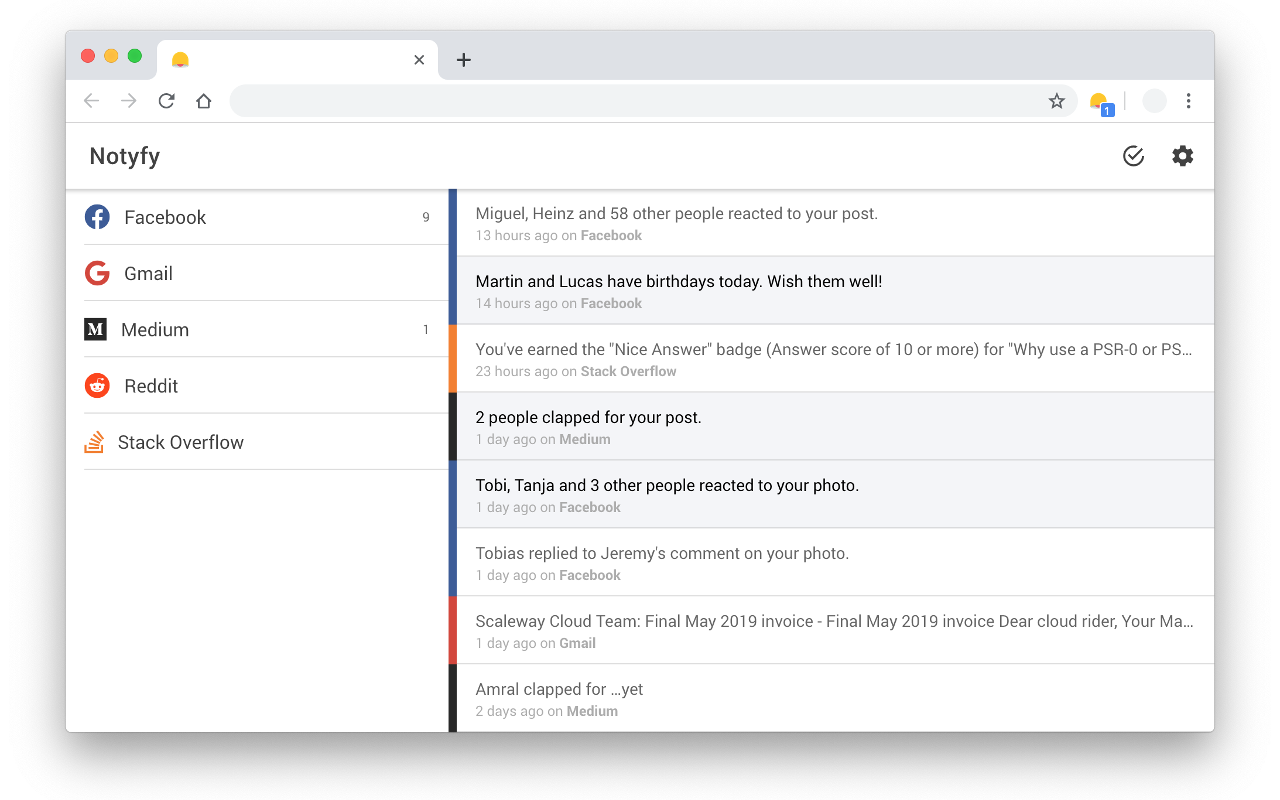 1
Notyfy
Facebook 9
Gmail
Medium 1
Reddit
Stack Overflow
Miguel, Heinz and 58 other people reacted to your post.
13 hours ago on Facebook
Martin and Lucas have birthdays today. Wish them well!
14 hours ago on Facebook
You've earned the "Nice Answer" badge (Answer score of 10 or more) for "Why use a PSR-0 or PS...
23 hours ago on Stack Overflow
2 people clapped for your post.
1 day ago on Medium
Tobi, Tanja and 3 other people reacted to your photo.
1 day ago on Facebook
Tobias replied to Jeremy's comment on your photo.
1 day ago on Facebook
Scaleway Cloud Team: Final May 2019 invoice - Final May 2019 invoice Dear cloud rider, Your Ma...
1 day ago on Gmail
Amral clapped for ...yet
2 days ago on Medium